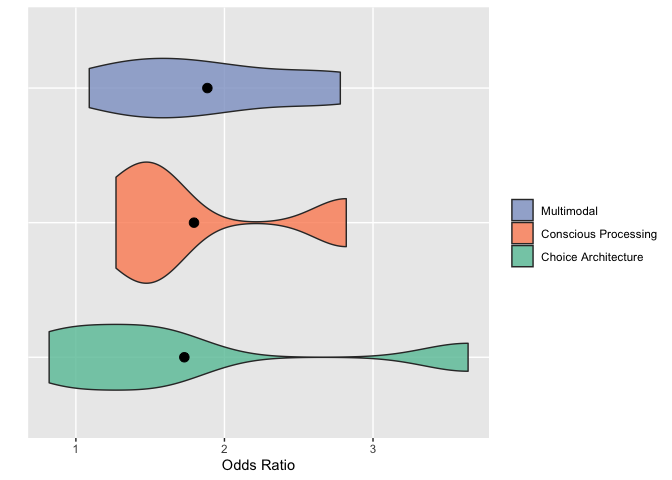 Multimodal
Conscious Processing
Choice Architecture
1 2 3
Odds Ratio